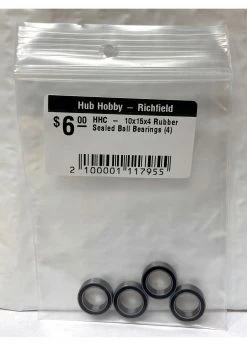 Hub Hobby – Richfield
$6.00 HHC – 10x15x4 Rubber
Sealed Ball Bearings (4)
2 100001 117955